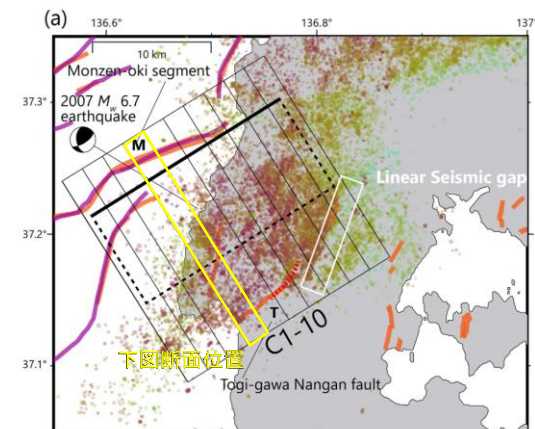 (a)
136.6°
136.8°
137°
10 km
Monzen-oki segment
37.3°
2007 Mw 6.7
earthquake
M
Linear Seismic gap
37.2°
T
C1-10
37.1°
下図断面位置
Togi-gawa Nangan fault